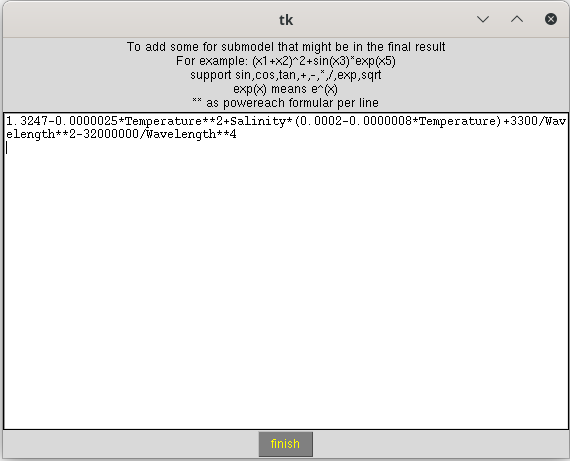 tk
To add some for submodel that might be in the final result
For example: (x1+x2)^2+sin(x3)*exp(x5)
support sin,cos,tan,+,-,*,/,exp,sqrt
exp(x) means e^(x)
** as powereach formular per line
1.3247-0.0000025*Temperature**2+Salinity*(0.0002-0.0000008*Temperature)+3300/Wav
elength**2-32000000/Wavelength**4
finish